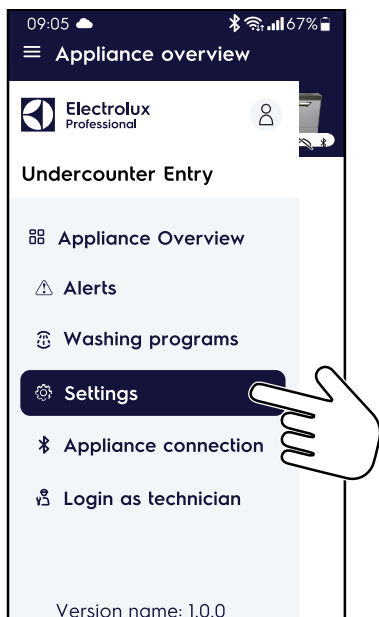 09:05 67%
Appliance overview
Electrolux
Professional
Undercounter Entry
Appliance Overview
Alerts
Washing programs
Settings
Appliance connection
Login as technician
Version name: 1.0.0